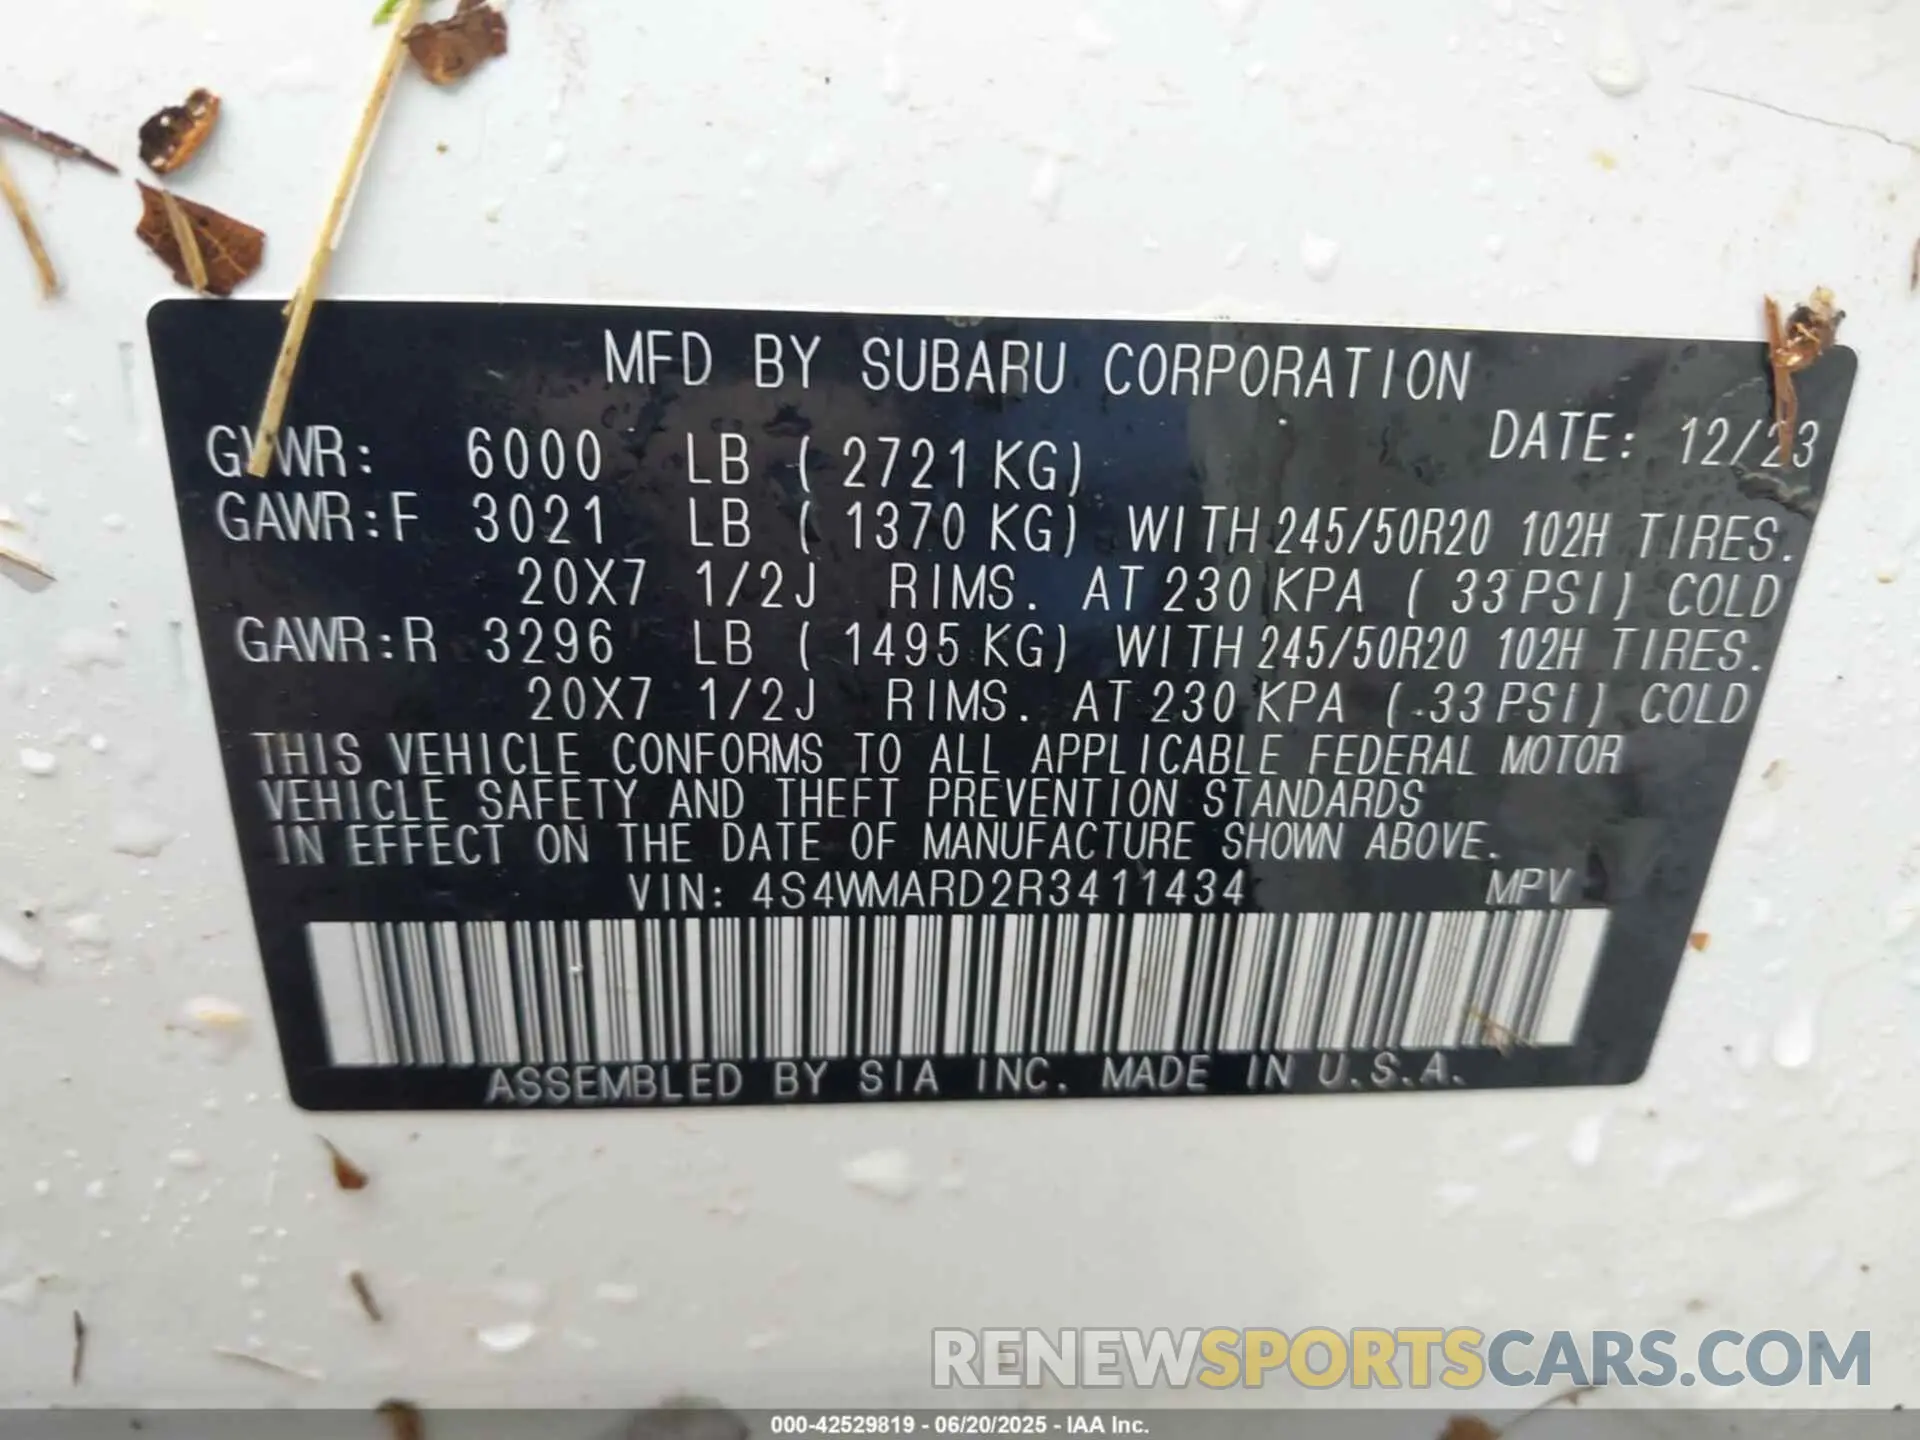 MFD BY SUBARU CORPORATION
DATE: 12/23
GVWR: 6000 LB ( 2721 KG)
GAWR:F 3021 LB ( 1370 KG) WITH 245/50R20 102H TIRES.
20X7 1/2J RIMS. AT 230 KPA ( 33 PSI) COLD
GAWR:R 3296 LB ( 1495 KG) WITH 245/50R20 102H TIRES.
20X7 1/2J RIMS. AT 230 KPA ( 33 PSI) COLD
THIS VEHICLE CONFORMS TO ALL APPLICABLE FEDERAL MOTOR
VEHICLE SAFETY AND THEFT PREVENTION STANDARDS
IN EFFECT ON THE DATE OF MANUFACTURE SHOWN ABOVE.
VIN: 4S4WMARD2R3411434 MPV
ASSEMBLED BY SIA INC. MADE IN U.S.A.
RENEWSPORTSCARS.COM
000-42529819 - 06/20/2025 - IAA Inc.